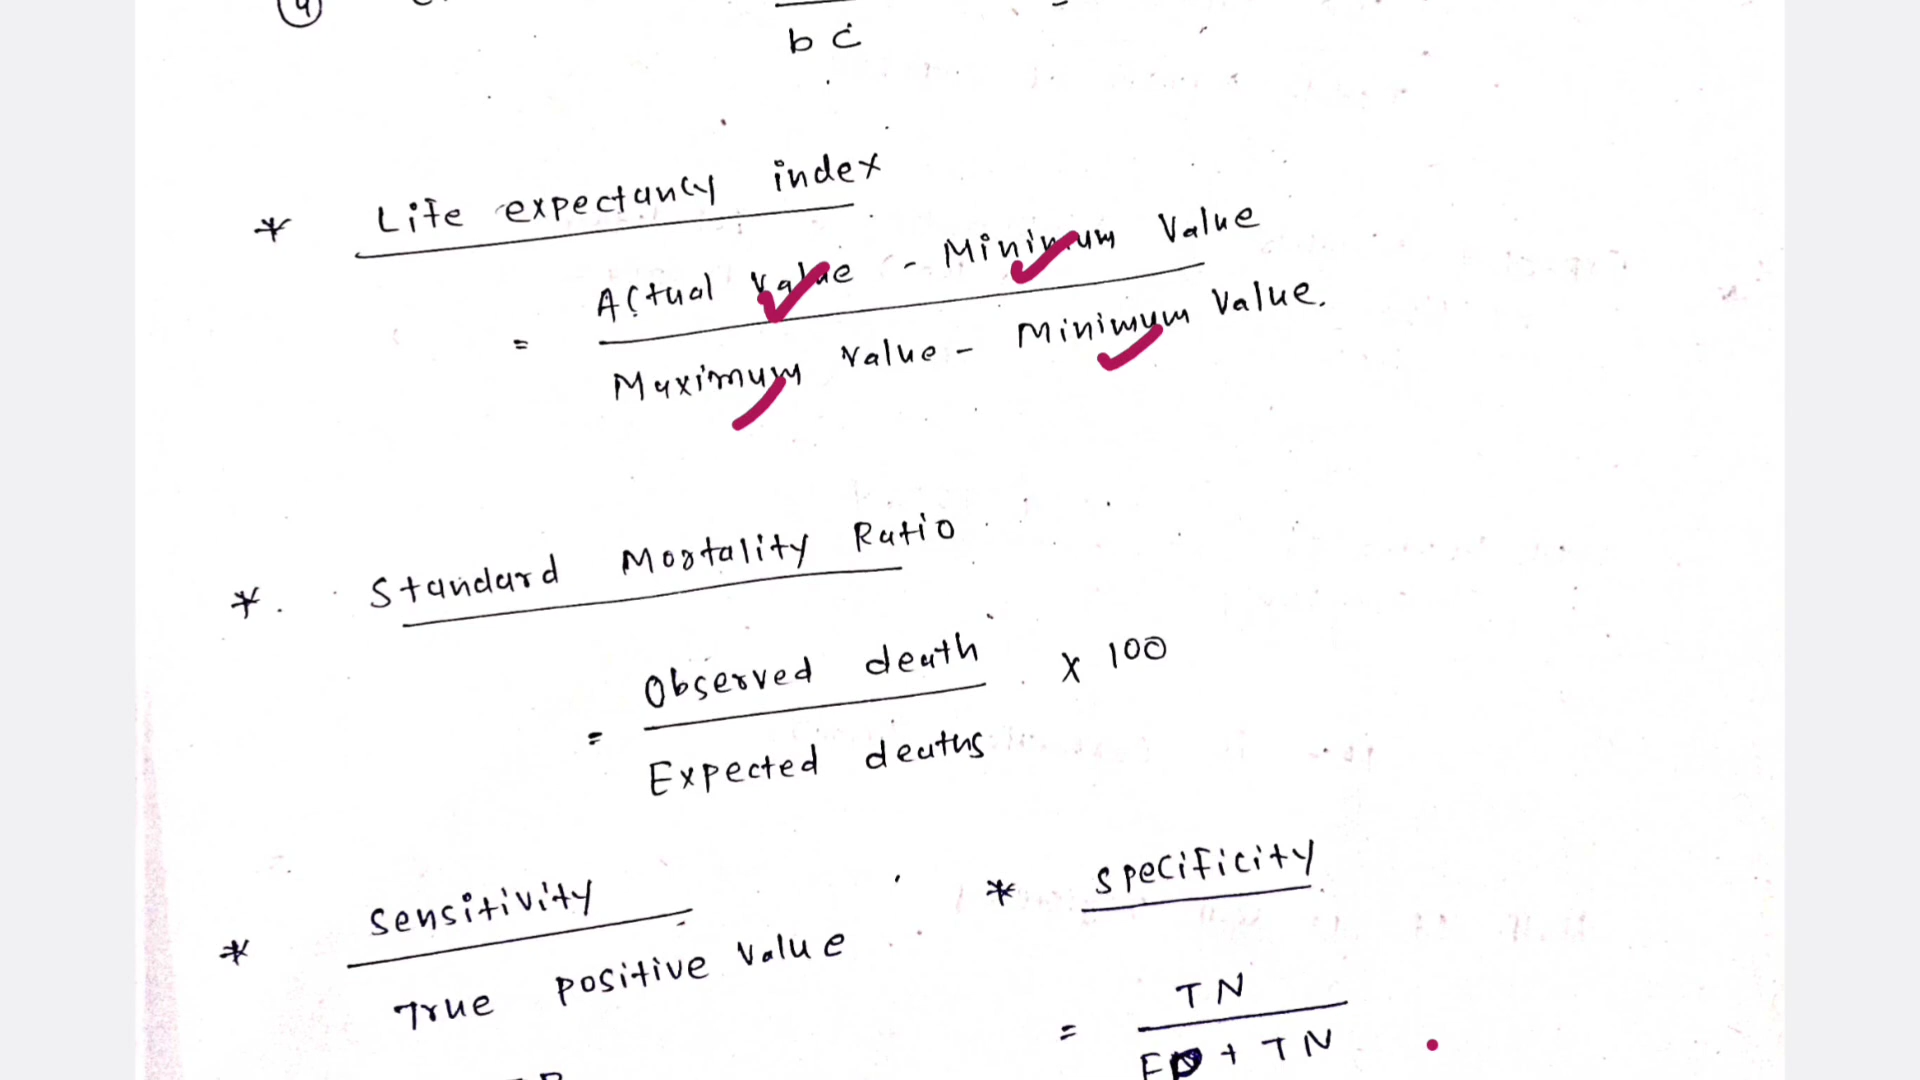 4
b c
* Life expectancy index
= Actual value - Minimum Value
Maximum value - Minimum Value.
*. Standard Mortality Ratio
= Observed death x 100
Expected deaths
* Sensitivity
True positive value
* specificity
= TN
FP + TN